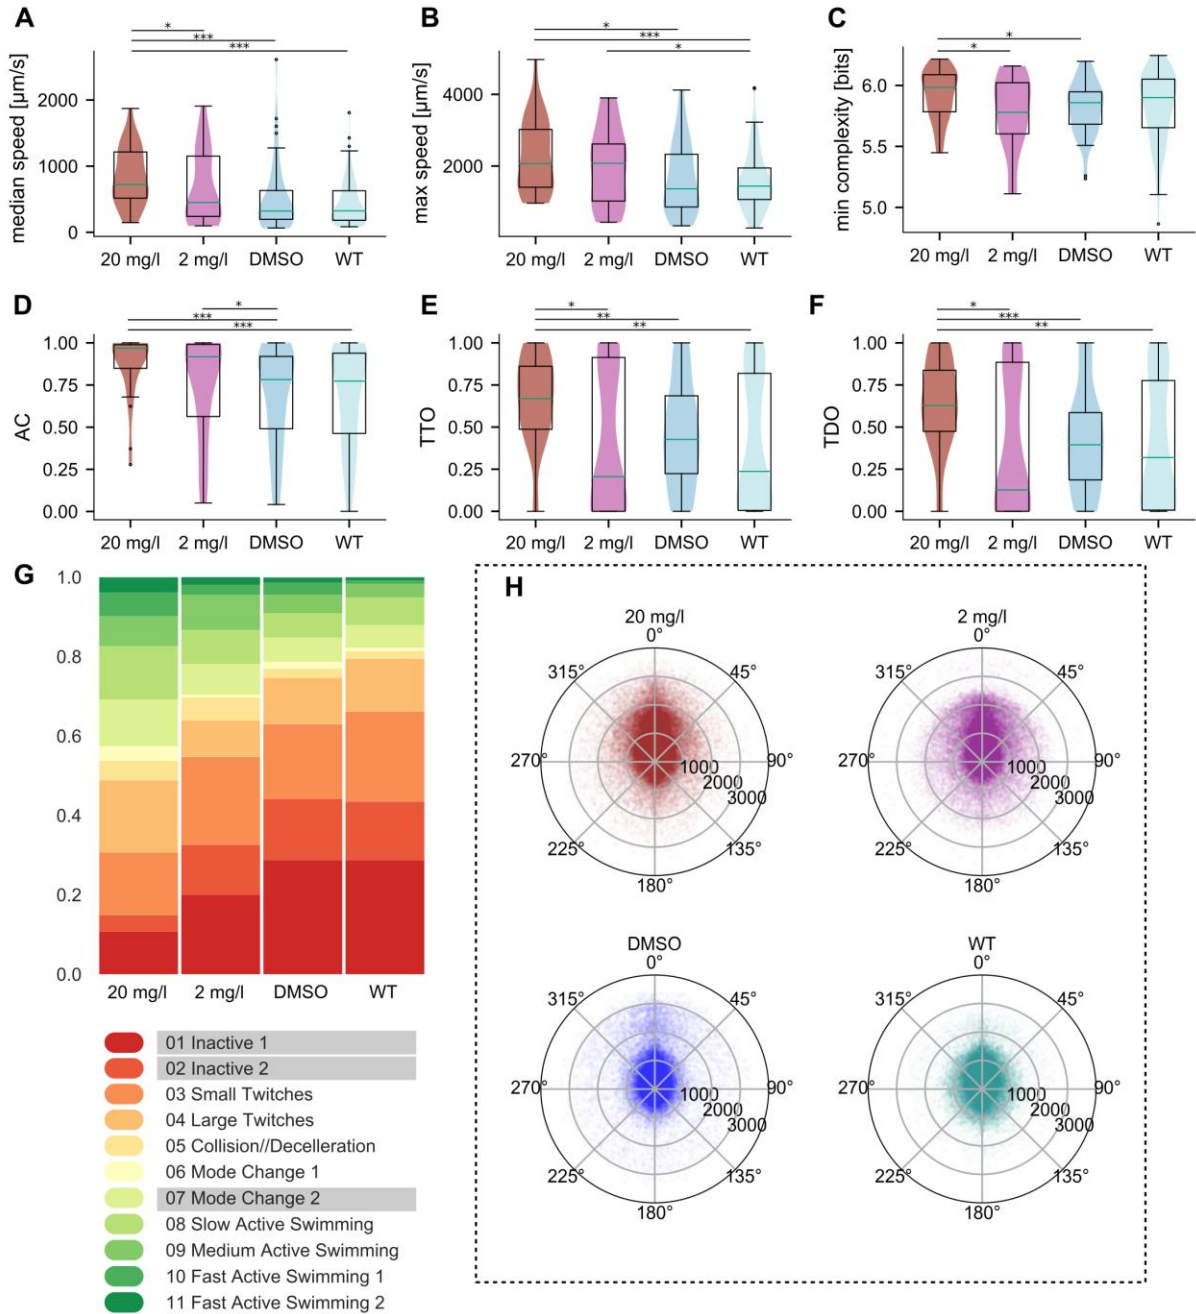 A
B
C
*
***
***
*
***
*
*
*
median speed [µm/s]
2000
1000
0
20 mg/l 2 mg/l DMSO WT
max speed [µm/s]
4000
2000
20 mg/l 2 mg/l DMSO WT
min complexity [bits]
6.0
5.5
5.0
20 mg/l 2 mg/l DMSO WT
D
E
F
*
***
***
*
**
**
*
***
**
AC
1.00
0.75
0.50
0.25
0.00
20 mg/l 2 mg/l DMSO WT
TTO
1.00
0.75
0.50
0.25
0.00
20 mg/l 2 mg/l DMSO WT
TDO
1.00
0.75
0.50
0.25
0.00
20 mg/l 2 mg/l DMSO WT
G
1.0
0.8
0.6
0.4
0.2
0.0
20 mg/l 2 mg/l DMSO WT
01 Inactive 1
02 Inactive 2
03 Small Twitches
04 Large Twitches
05 Collision//Decelleration
06 Mode Change 1
07 Mode Change 2
08 Slow Active Swimming
09 Medium Active Swimming
10 Fast Active Swimming 1
11 Fast Active Swimming 2
H
20 mg/l
0°
315° 45°
270° 90°
1000
2000
3000
225° 135°
180°
2 mg/l
0°
315° 45°
270° 90°
1000
2000
3000
225° 135°
180°
DMSO
0°
315° 45°
270° 90°
1000
2000
3000
225° 135°
180°
WT
0°
315° 45°
270° 90°
1000
2000
3000
225° 135°
180°